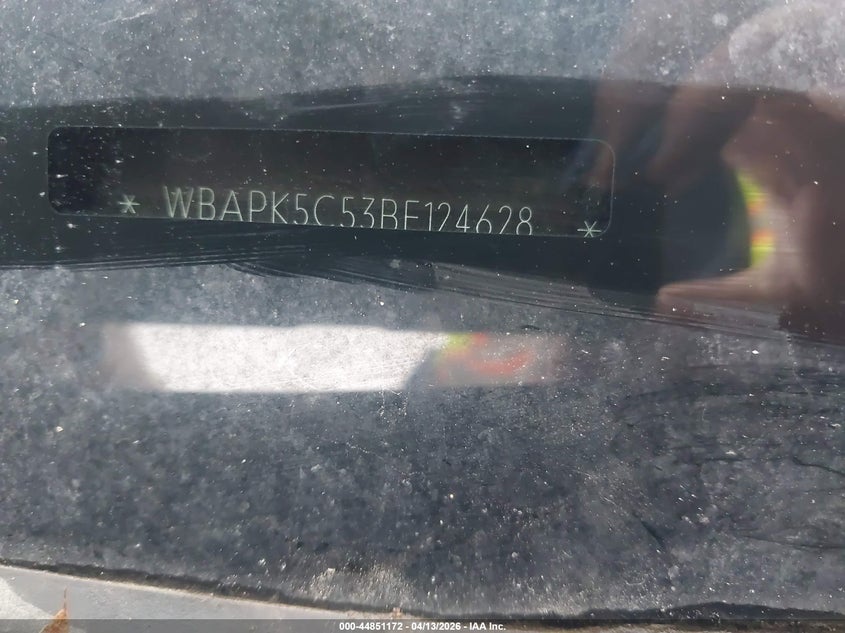 * WBAPK5C53BF124628 *
000-44851172 - 04/13/2026 - IAA Inc.